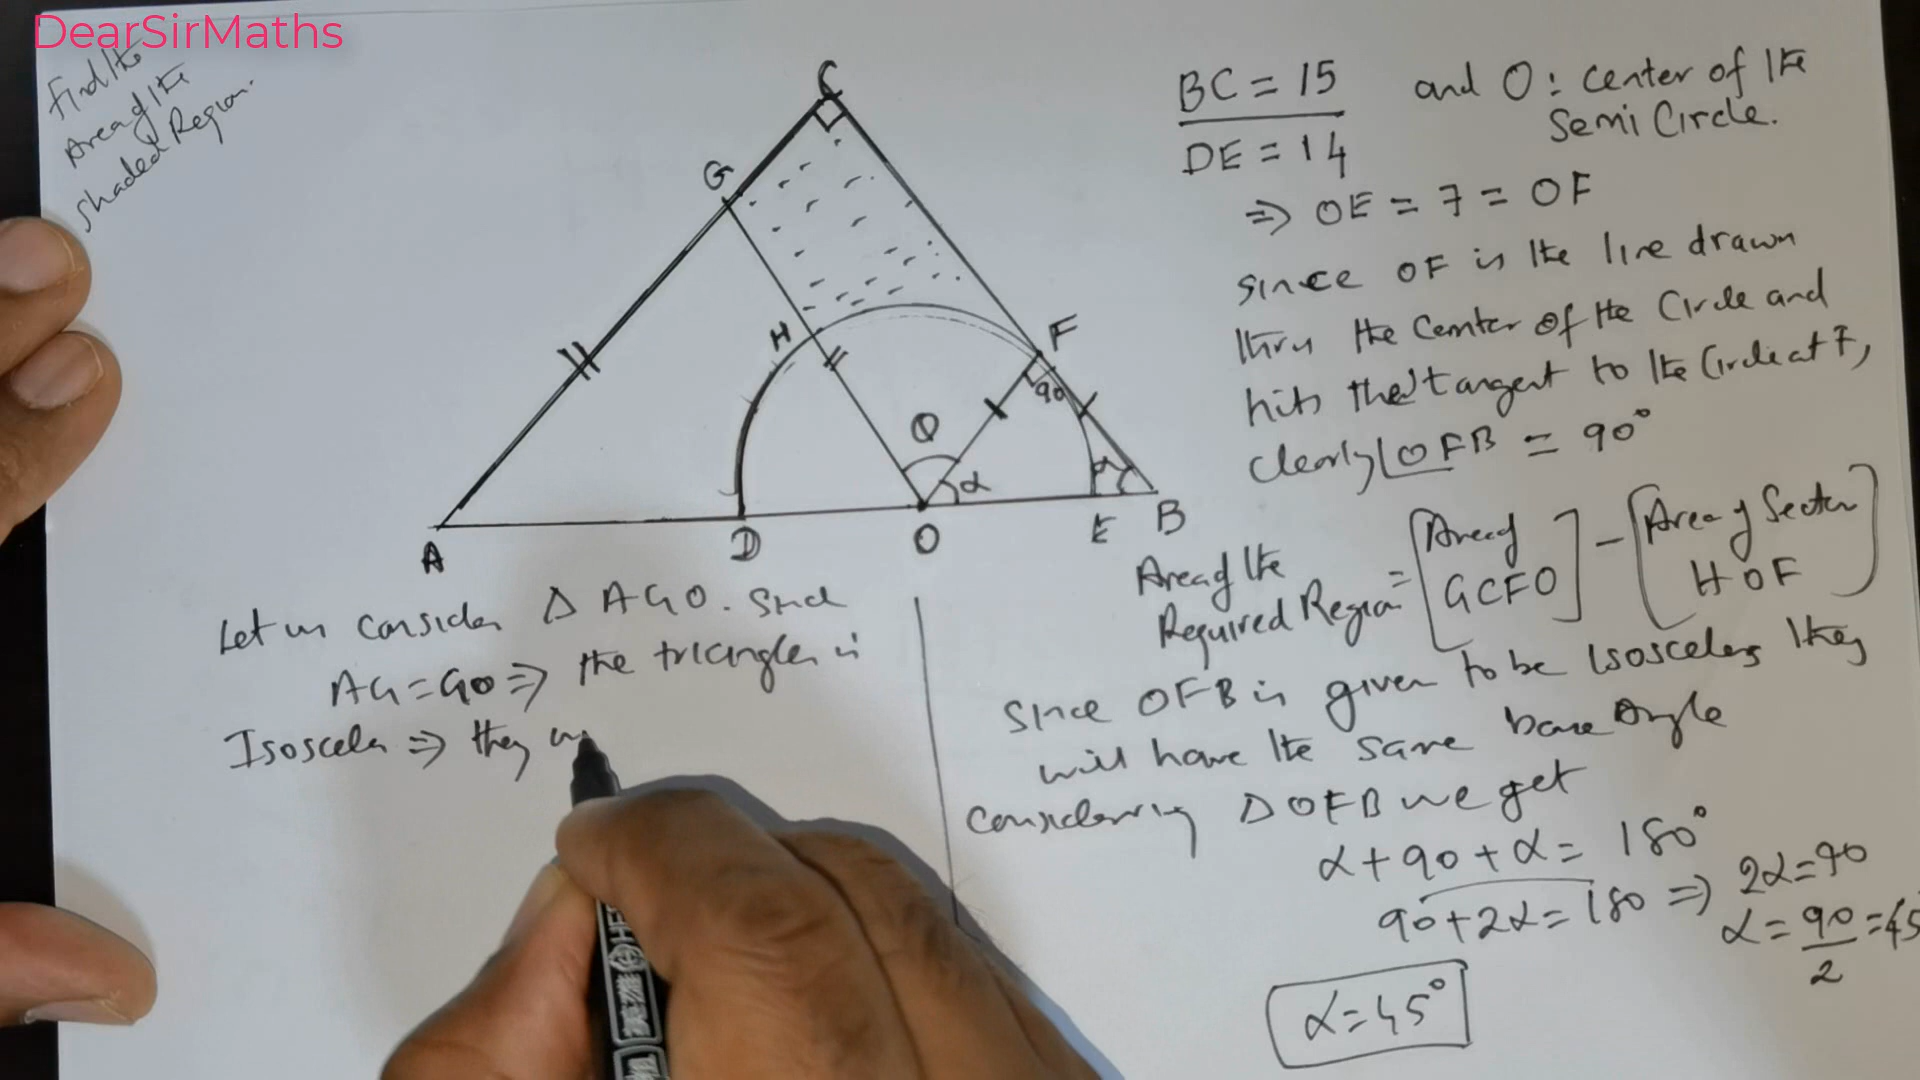 DearSirMaths
Find the
Area of the
Shaded Region.
C
G
H
F
90
Q
α
α
A
D
O
E
B
BC = 15 and O : center of the
Semi Circle.
DE = 14
⇒ OE = 7 = OF
since OF is the line drawn
thru the Center of the Circle and
hits the tangent to the Circle at F,
clearly ∠OFB = 90°
Area of the
Required Region = [Area of
GCFO] - [Area of Sector
HOF]
Since OFB is given to be Isosceles they
will have the same base Angle
Considering Δ OFB we get
α + 90 + α = 180°
90 + 2α = 180 ⇒ 2α = 90
α = 90/2 = 45
α = 45°
Let us consider Δ AGO. Since
AG = GO ⇒ the triangle is
Isosceles ⇒ they
英雄